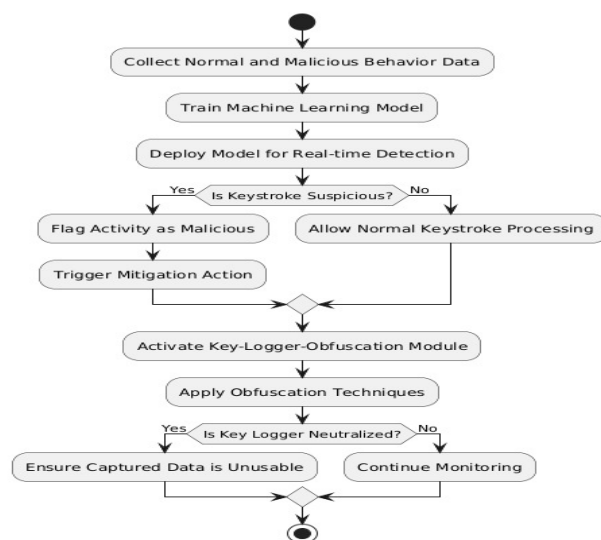 Collect Normal and Malicious Behavior Data
Train Machine Learning Model
Deploy Model for Real-time Detection
Yes
Is Keystroke Suspicious?
No
Flag Activity as Malicious
Allow Normal Keystroke Processing
Trigger Mitigation Action
Activate Key-Logger-Obfuscation Module
Apply Obfuscation Techniques
Yes
Is Key Logger Neutralized?
No
Ensure Captured Data is Unusable
Continue Monitoring